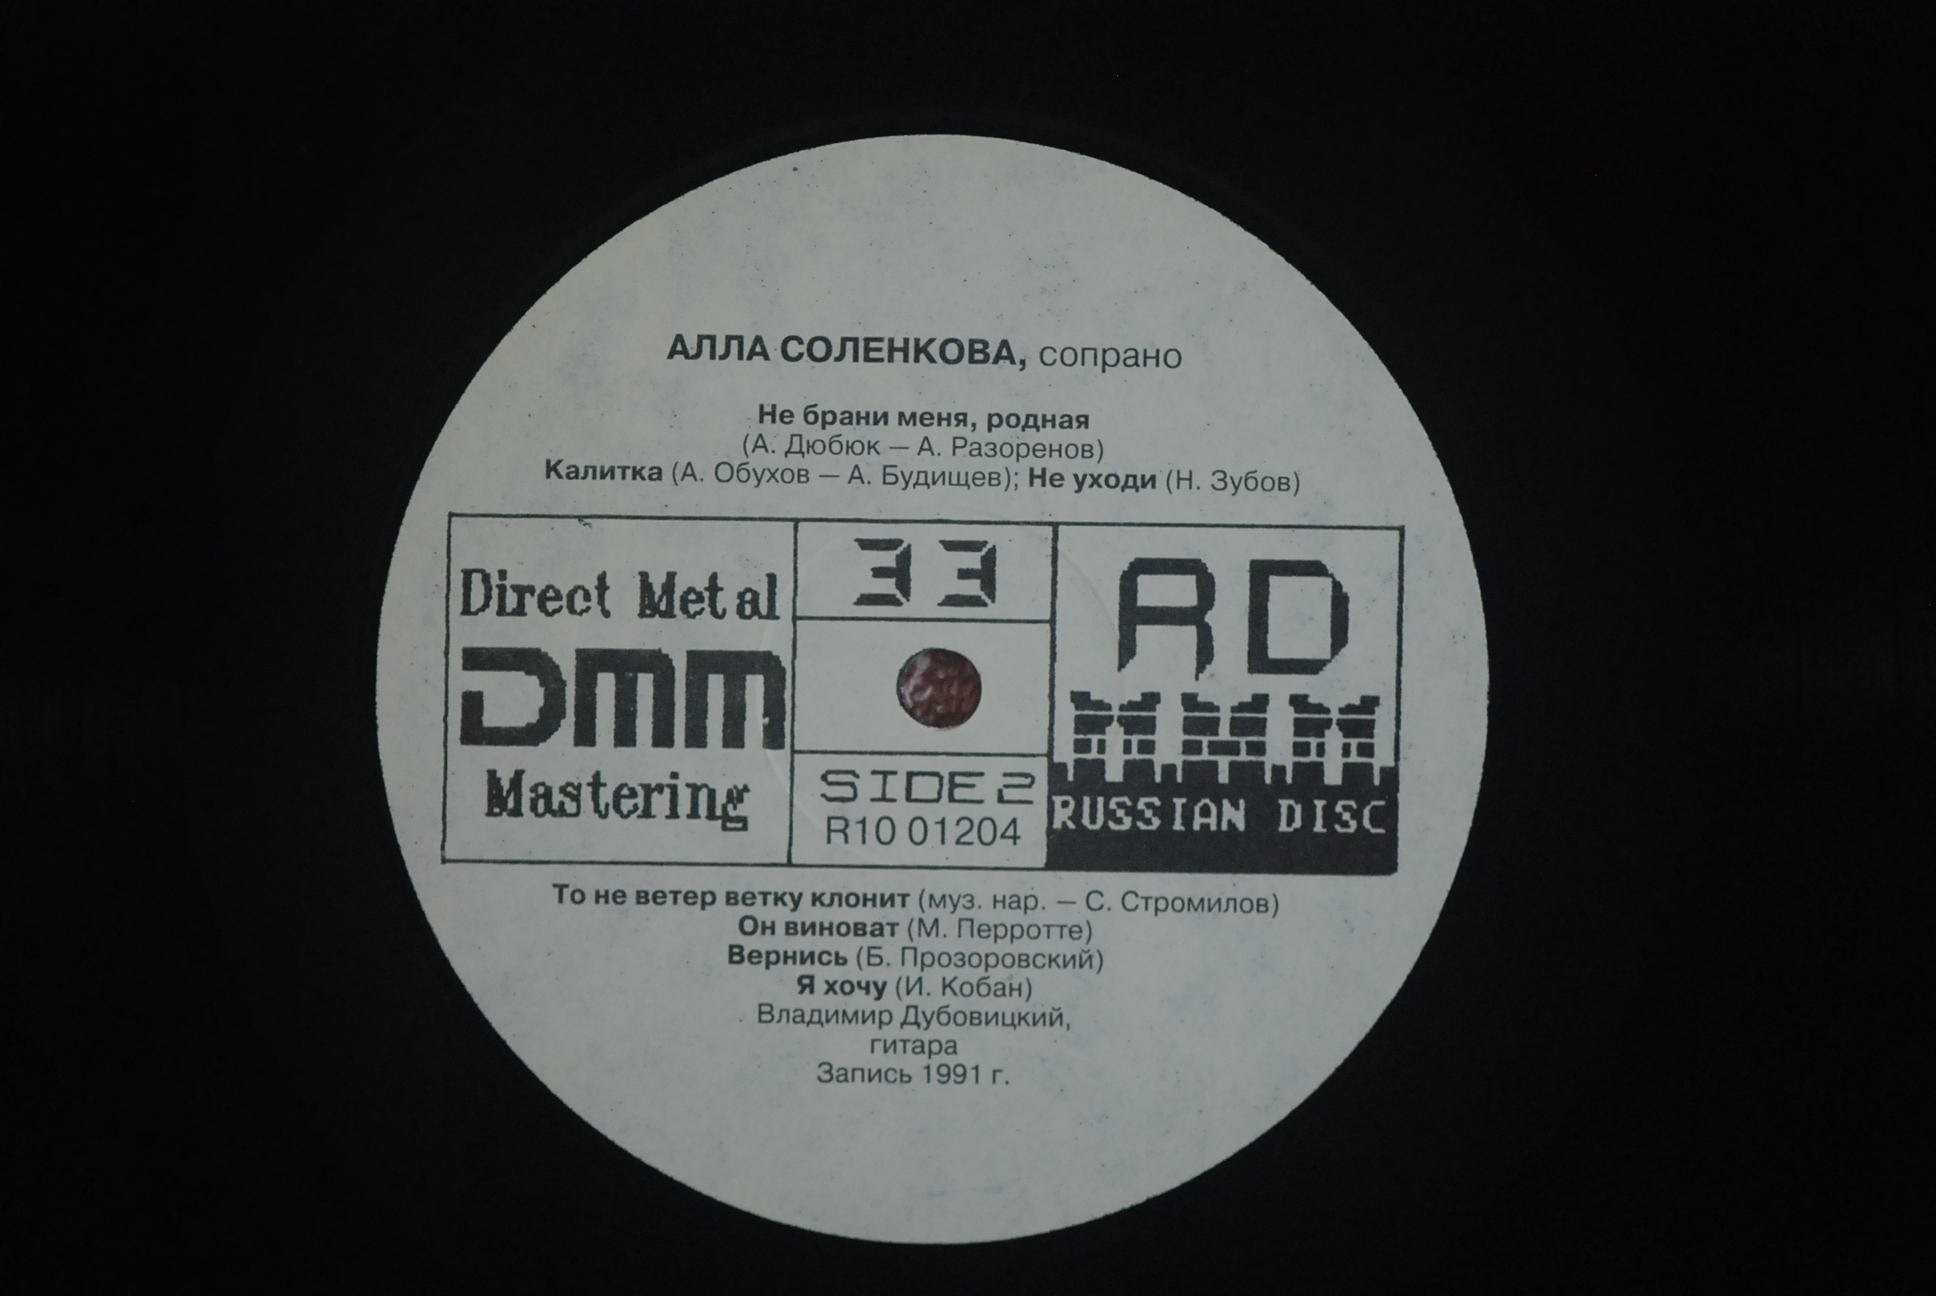 АЛЛА СОЛЕНКОВА, сопрано
Не брани меня, родная
(А. Дюбюк — А. Разоренов)
Калитка (А. Обухов — А. Будищев); Не уходи (Н. Зубов)
Direct Metal
DMM
Mastering
33
SIDE 2
R10 01204
RD
RUSSIAN DISC
То не ветер ветку клонит (муз. нар. — С. Стромилов)
Он виноват (М. Перротте)
Вернись (Б. Прозоровский)
Я хочу (И. Кобан)
Владимир Дубовицкий,
гитара
Запись 1991 г.